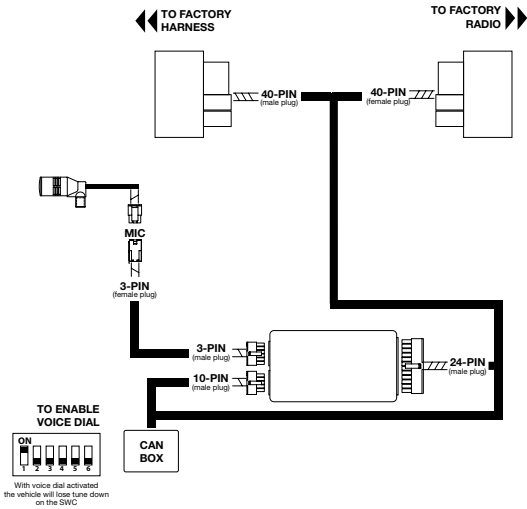 TO FACTORY
HARNESS
TO FACTORY
RADIO
40-PIN
(male plug)
40-PIN
(female plug)
MIC
3-PIN
(female plug)
3-PIN
(male plug)
10-PIN
(male plug)
24-PIN
(male plug)
TO ENABLE
VOICE DIAL
ON
1 2 3 4 5 6
CAN
BOX
With voice dial activated
the vehicle will lose tune down
on the SWC